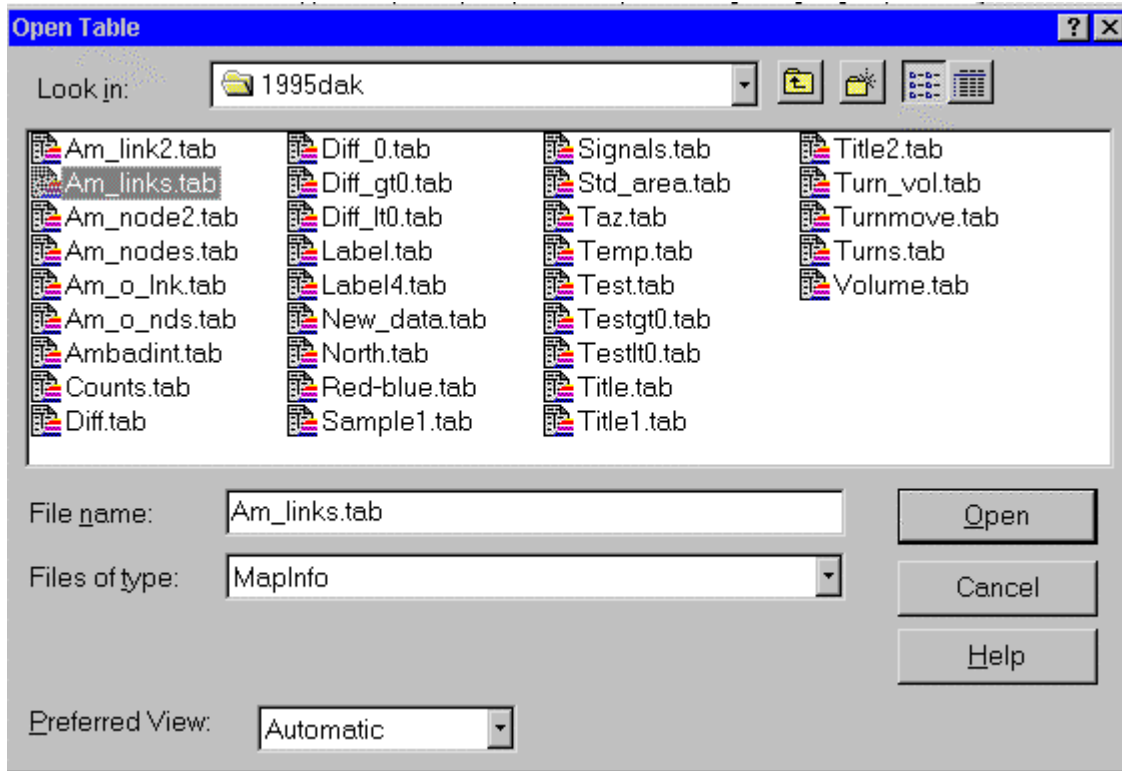 Open Table
Look in: 1995dak
Am_link2.tab Diff_0.tab Signals.tab Title2.tab
Am_links.tab Diff_gt0.tab Std_area.tab Turn_vol.tab
Am_node2.tab Diff_lt0.tab Taz.tab Turnmove.tab
Am_nodes.tab Label.tab Temp.tab Turns.tab
Am_o_lnk.tab Label4.tab Test.tab Volume.tab
Am_o_nds.tab New_data.tab Testgt0.tab
Ambadint.tab North.tab Testlt0.tab
Counts.tab Red-blue.tab Title.tab
Diff.tab Sample1.tab Title1.tab
File name: Am_links.tab Open
Files of type: MapInfo Cancel
Help
Preferred View: Automatic